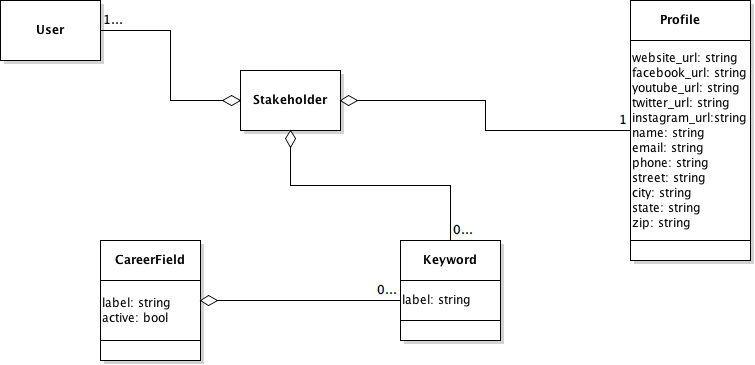 User
1...
Stakeholder
Profile
website_url: string
facebook_url: string
youtube_url: string
twitter_url: string
instagram_url:string
name: string
email: string
phone: string
street: string
city: string
state: string
zip: string
1
0...
CareerField
label: string
active: bool
0...
Keyword
label: string